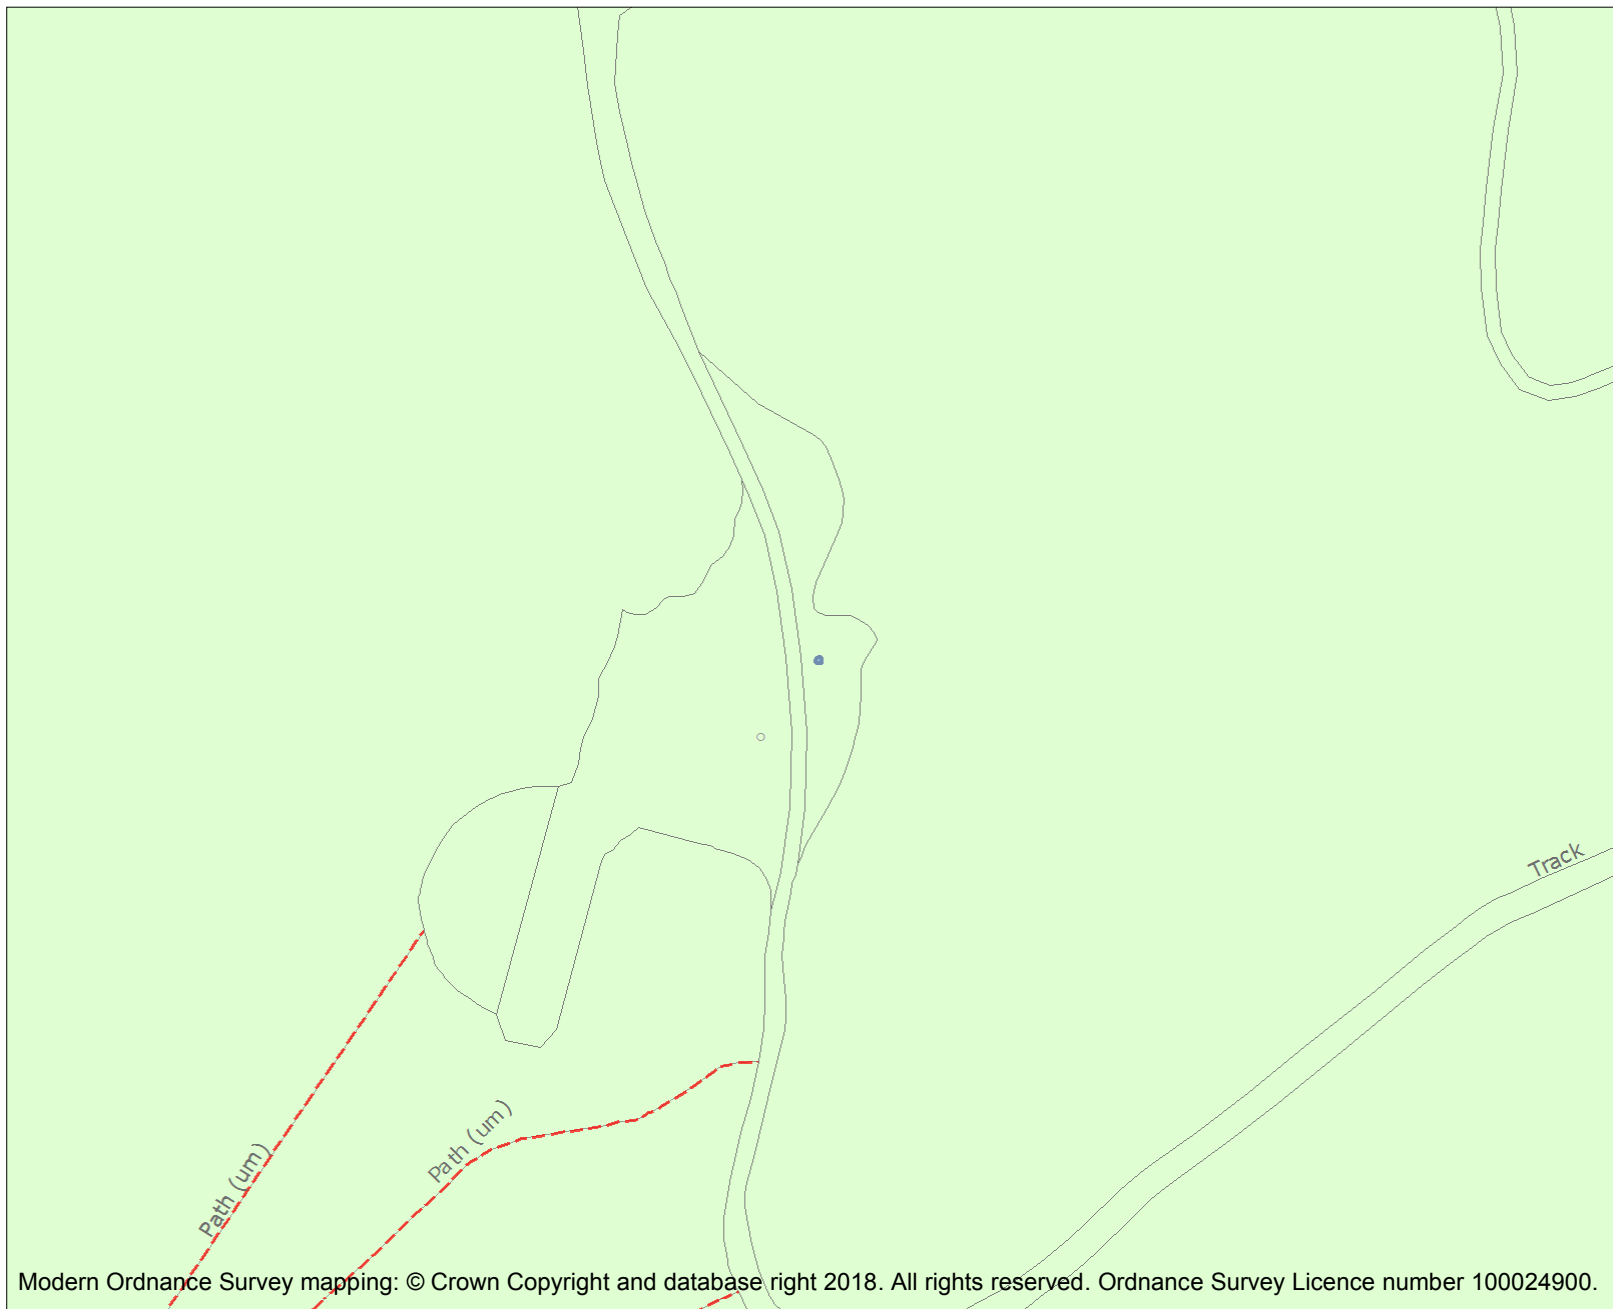 Track
Path (um)
Path (um)
Modern Ordnance Survey mapping: © Crown Copyright and database right 2018. All rights reserved. Ordnance Survey Licence number 100024900.